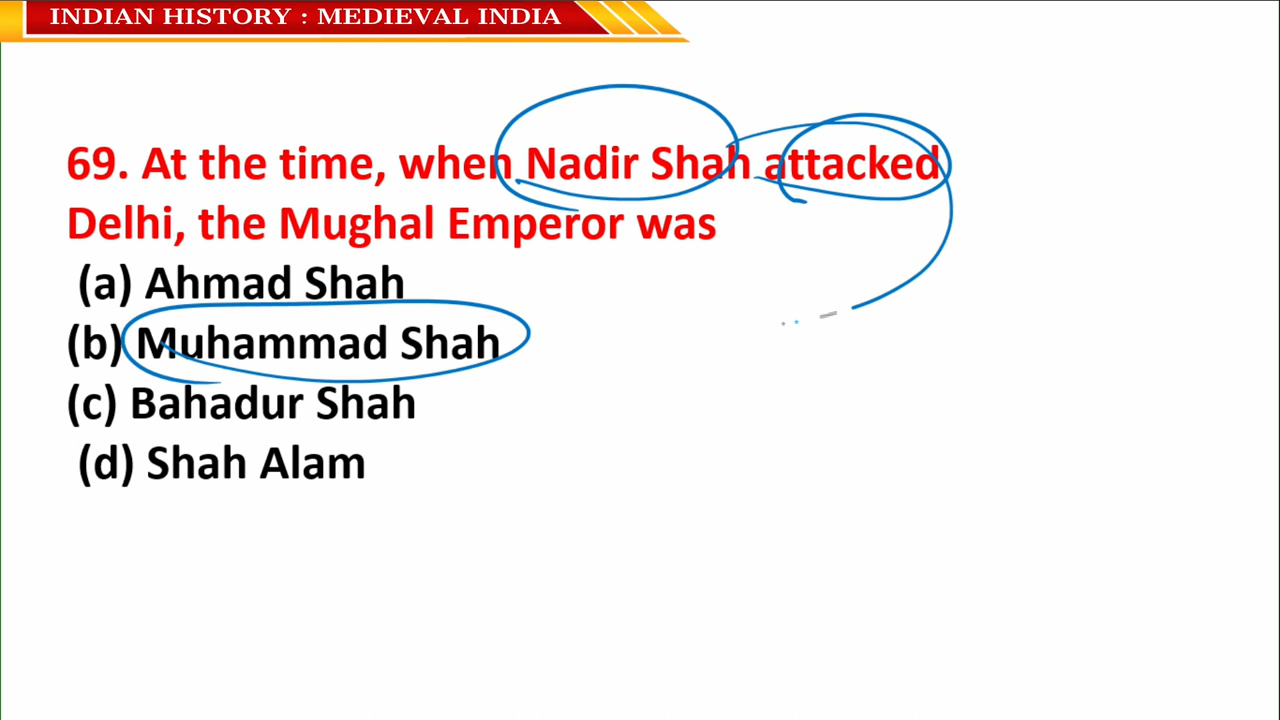 INDIAN HISTORY : MEDIEVAL INDIA
69. At the time, when Nadir Shah attacked
Delhi, the Mughal Emperor was
(a) Ahmad Shah
(b) Muhammad Shah
(c) Bahadur Shah
(d) Shah Alam